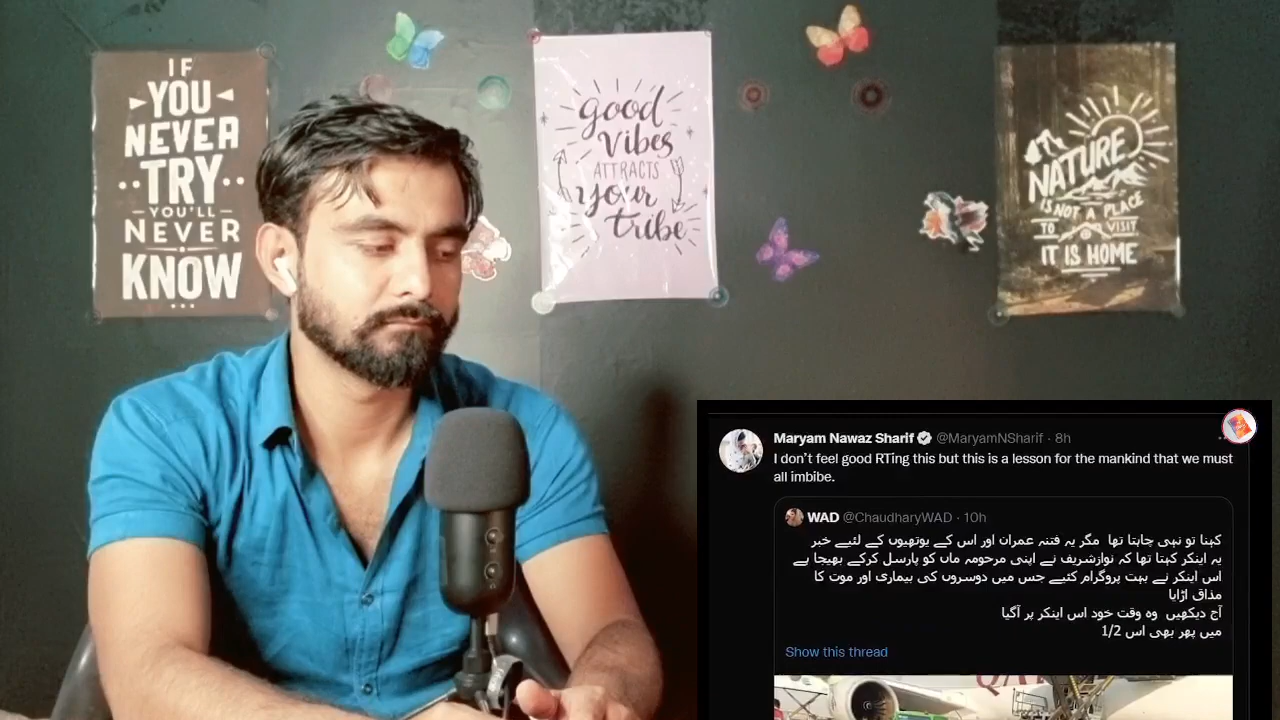 IF
YOU
NEVER
TRY
YOU'LL
NEVER
KNOW
good
vibes
ATTRACTS
your
tribe
NATURE
IS NOT A PLACE
TO VISIT
IT IS HOME
Maryam Nawaz Sharif @MaryamNSharif · 8h
I don't feel good RTing this but this is a lesson for the mankind that we must
all imbibe.
WAD @ChaudharyWAD · 10h
کہنا تو نہی چاہتا تھا مگر یہ فتنہ عمران اور اس کے یوتھیوں کے لئیے خبر
یہ اینکر کہتا تھا کہ نوازشریف نے اپنی مرحومہ ماں کو پارسل کرکے بھیجا ہے
اس اینکر نے بہت پروگرام کئیے جس میں دوسروں کی بیماری اور موت کا
مذاق اڑایا
آج دیکھیں وہ وقت خود اس اینکر پر آگیا
میں پھر بھی اس 1/2
Show this thread